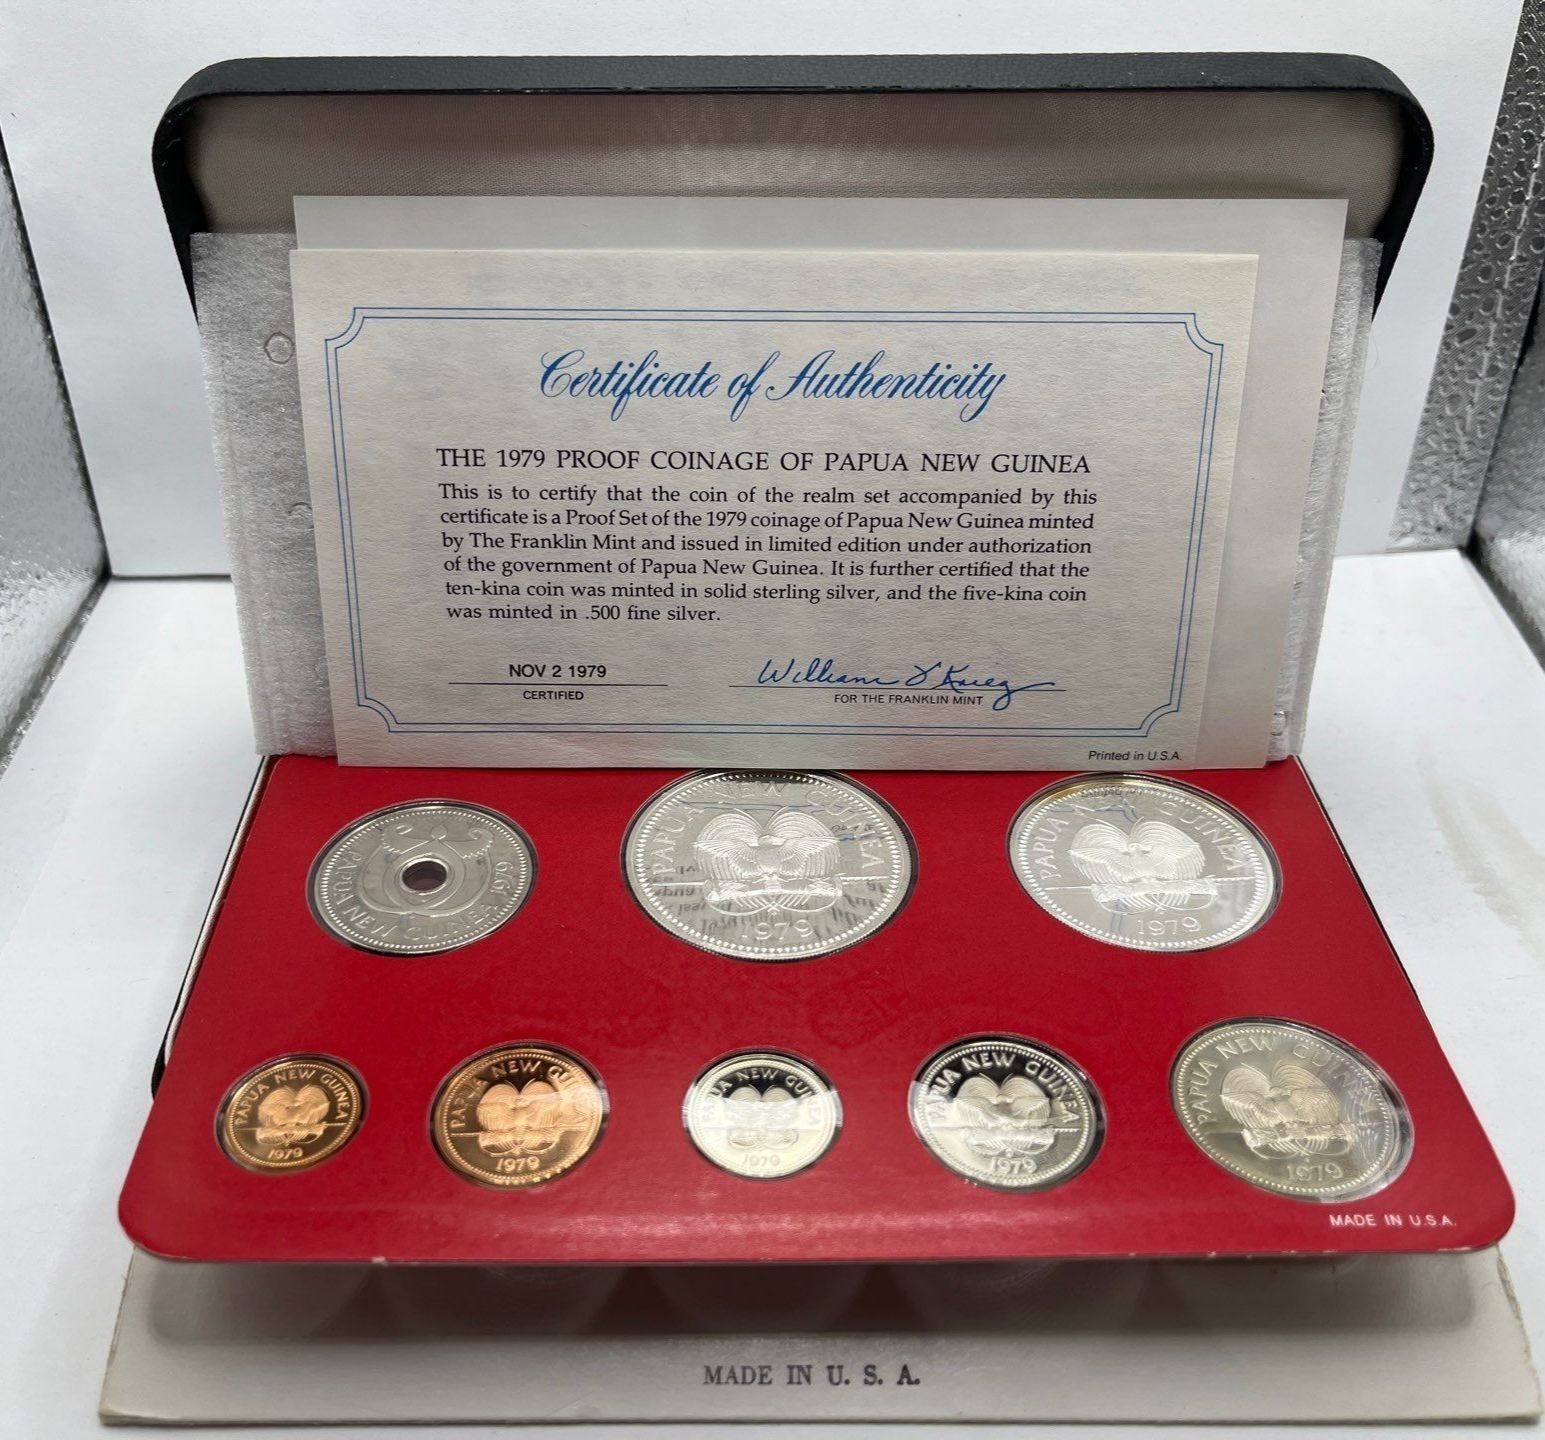 Certificate of Authenticity
THE 1979 PROOF COINAGE OF PAPUA NEW GUINEA
This is to certify that the coin of the realm set accompanied by this
certificate is a Proof Set of the 1979 coinage of Papua New Guinea minted
by The Franklin Mint and issued in limited edition under authorization
of the government of Papua New Guinea. It is further certified that the
ten-kina coin was minted in solid sterling silver, and the five-kina coin
was minted in .500 fine silver.
NOV 2 1979
CERTIFIED
FOR THE FRANKLIN MINT
Printed in U.S.A.
PAPUA NEW GUINEA 1979
PAPUA NEW GUINEA
1979
PAPUA NEW GUINEA
1979
PAPUA NEW GUINEA
1979
PAPUA NEW GUINEA
1979
PAPUA NEW GUINEA
1979
PAPUA NEW GUINEA
1979
PAPUA NEW GUINEA
1979
MADE IN U.S.A.
MADE IN U. S. A.